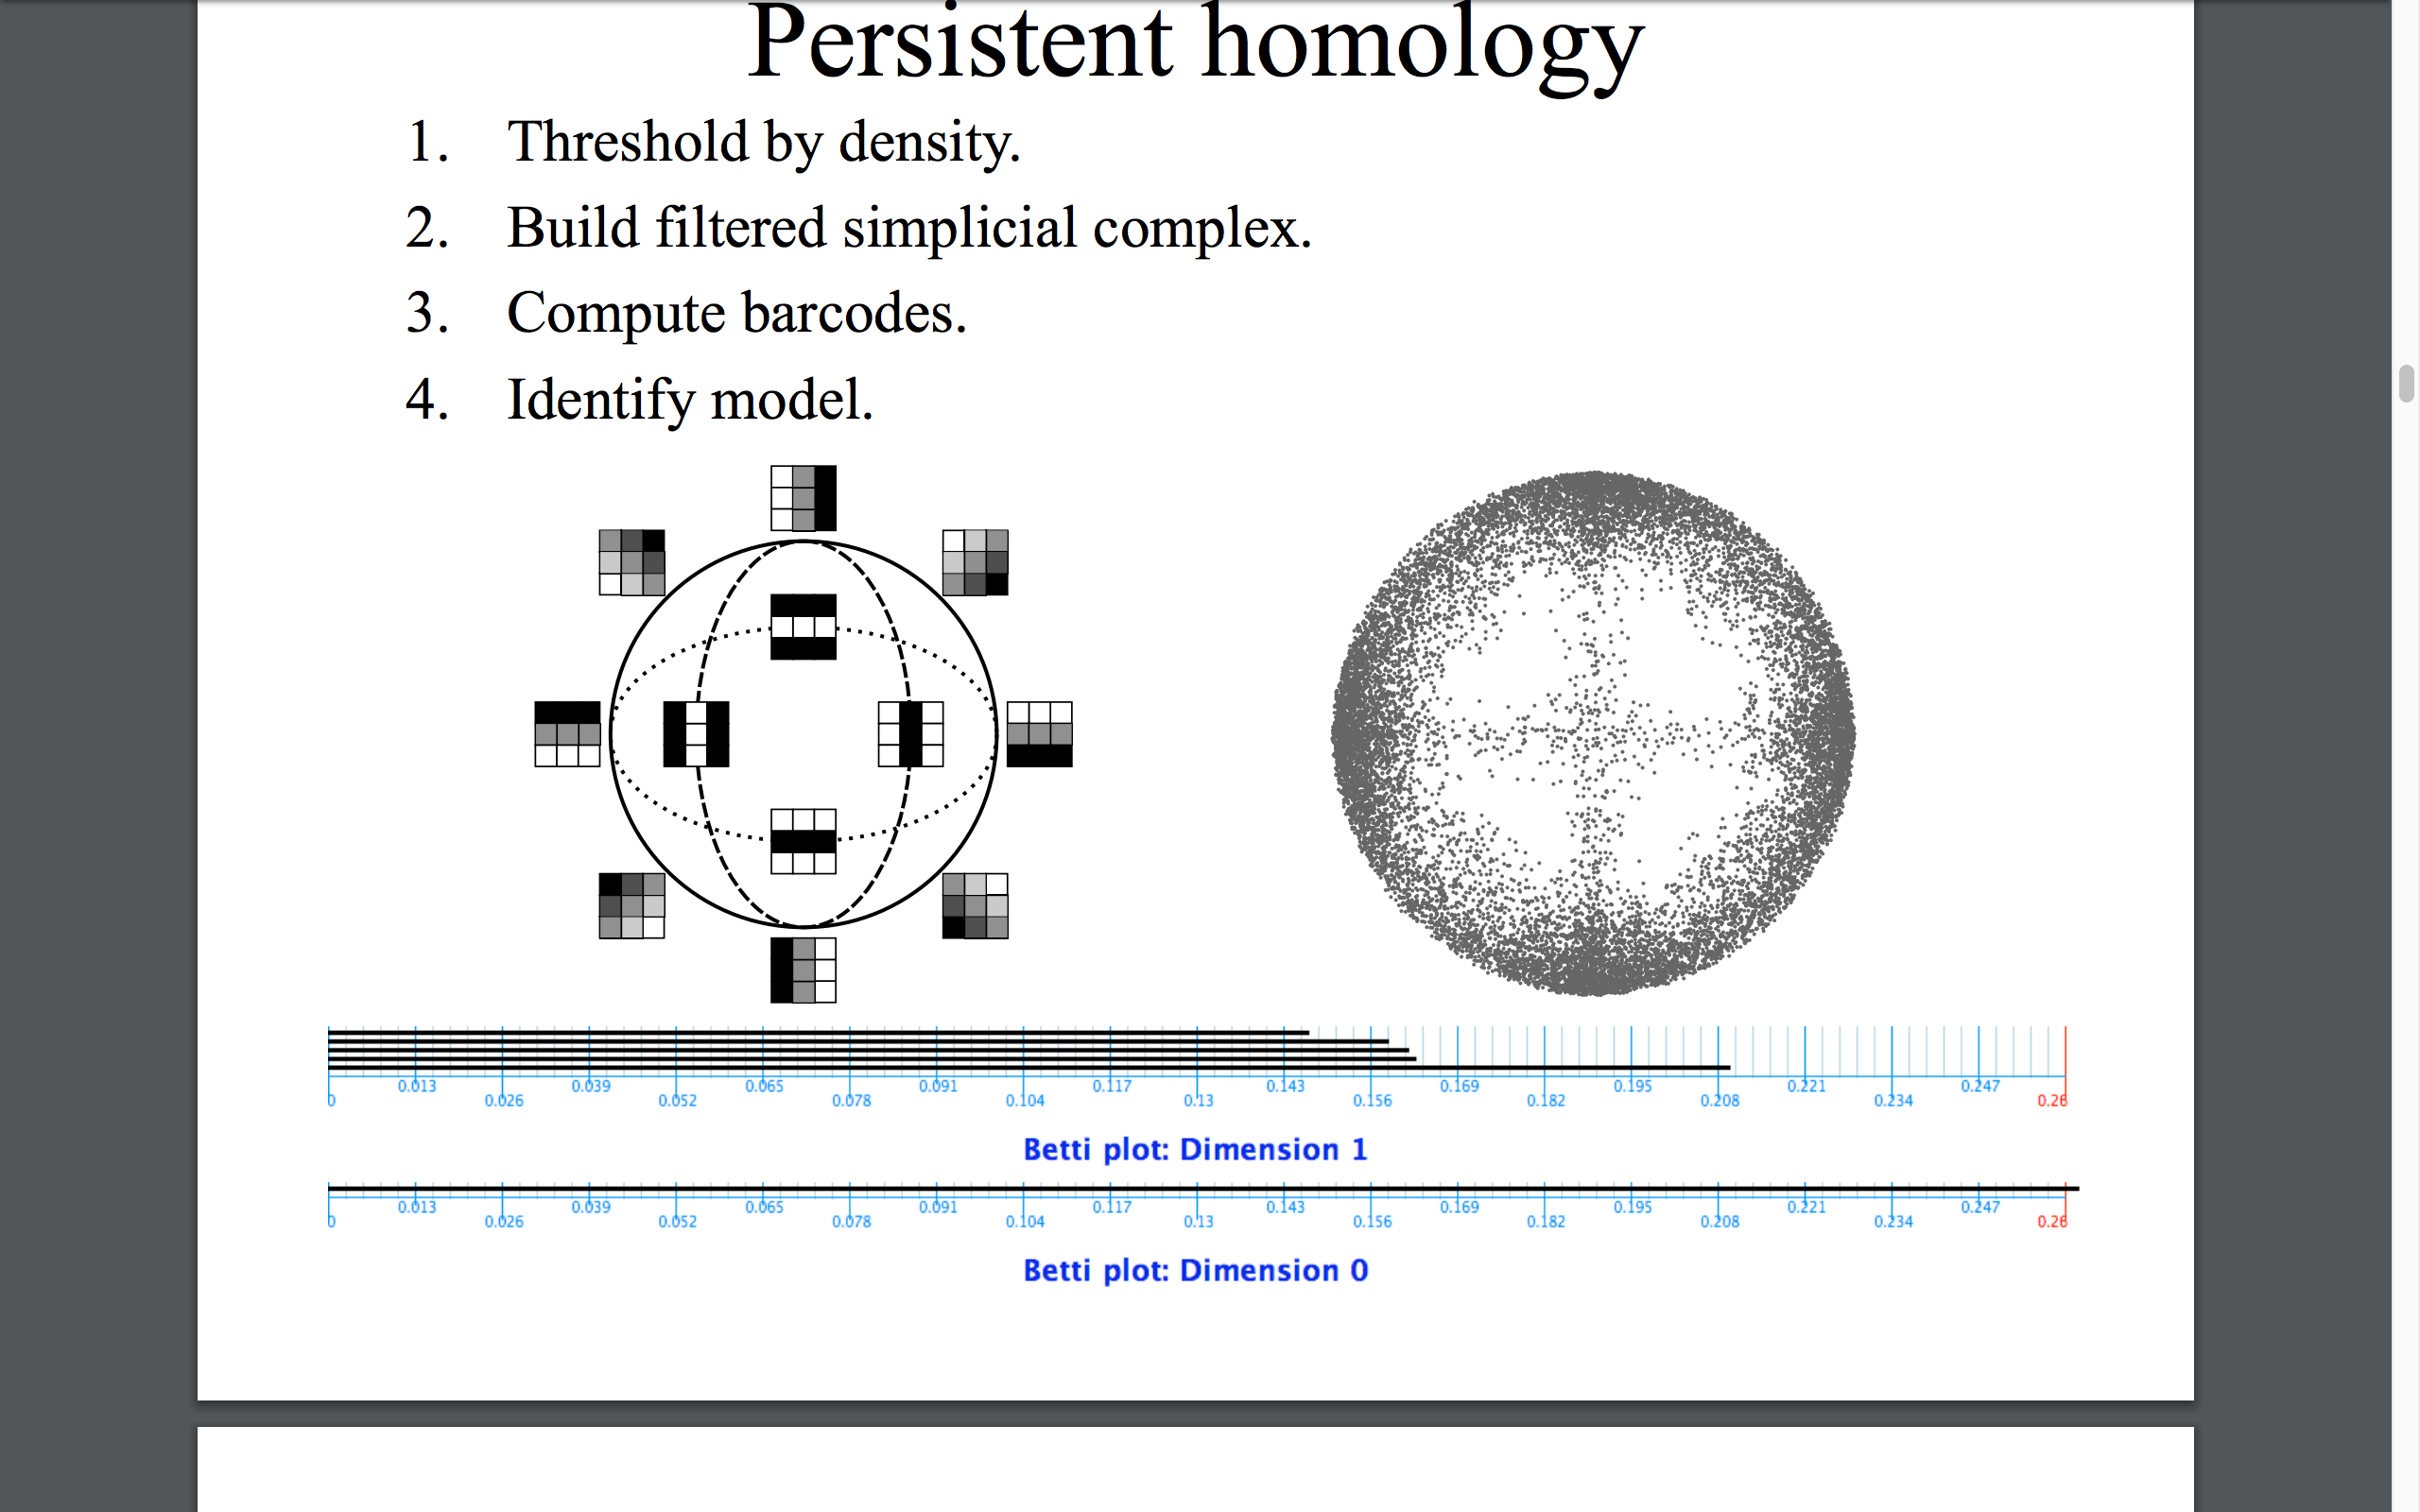 Persistent homology
1. Threshold by density.
2. Build filtered simplicial complex.
3. Compute barcodes.
4. Identify model.
0.013 0.039 0.065 0.091 0.117 0.143 0.169 0.195 0.221 0.247
0 0.026 0.052 0.078 0.104 0.13 0.156 0.182 0.208 0.234 0.26
Betti plot: Dimension 1
0.013 0.039 0.065 0.091 0.117 0.143 0.169 0.195 0.221 0.247
0 0.026 0.052 0.078 0.104 0.13 0.156 0.182 0.208 0.234 0.26
Betti plot: Dimension 0